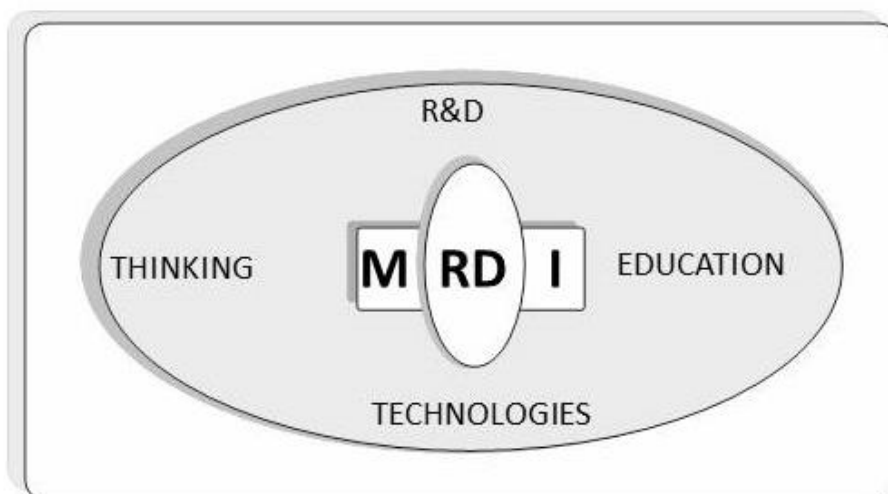 R&D
THINKING
M RD I
EDUCATION
TECHNOLOGIES